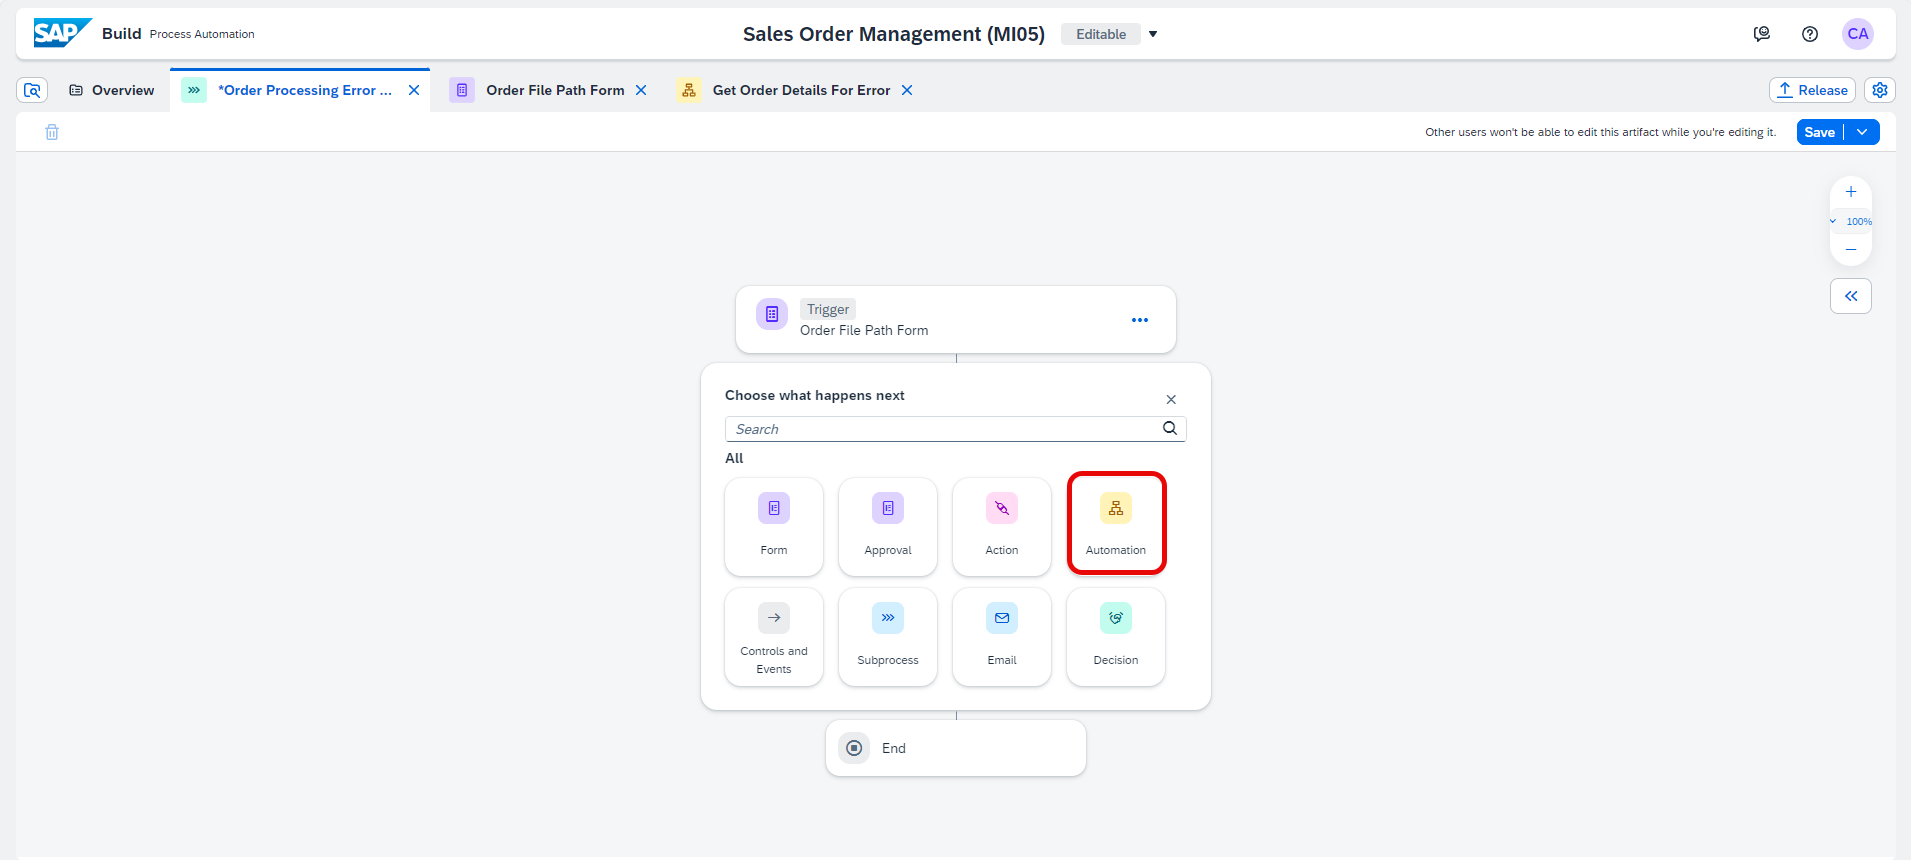 SAP Build Process Automation
Sales Order Management (MI05) Editable
CA
Overview
*Order Processing Error ...
Order File Path Form
Get Order Details For Error
Release
Other users won't be able to edit this artifact while you're editing it.
Save
100%
Trigger
Order File Path Form
Choose what happens next
Search
All
Form
Approval
Action
Automation
Controls and
Events
Subprocess
Email
Decision
End